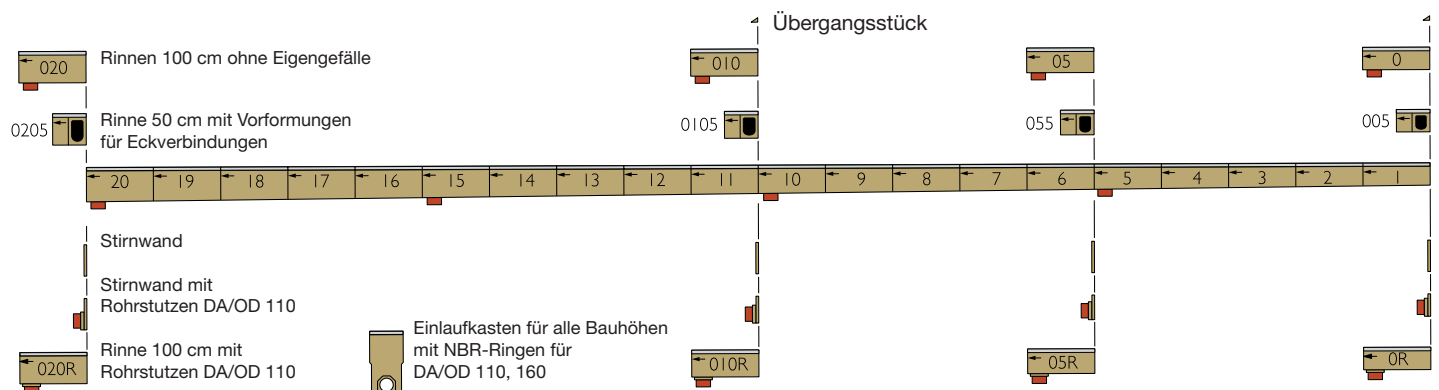 Übergangsstück
020 Rinnen 100 cm ohne Eigengefälle 010 05 0
0205 Rinne 50 cm mit Vorformungen
für Eckverbindungen 0105 055 005
20 19 18 17 16 15 14 13 12 11 10 9 8 7 6 5 4 3 2 1
Stirnwand
Stirnwand mit
Rohrstutzen DA/OD 110
020R Rinne 100 cm mit
Rohrstutzen DA/OD 110
Einlaufkasten für alle Bauhöhen
mit NBR-Ringen für
DA/OD 110, 160
010R 05R 0R